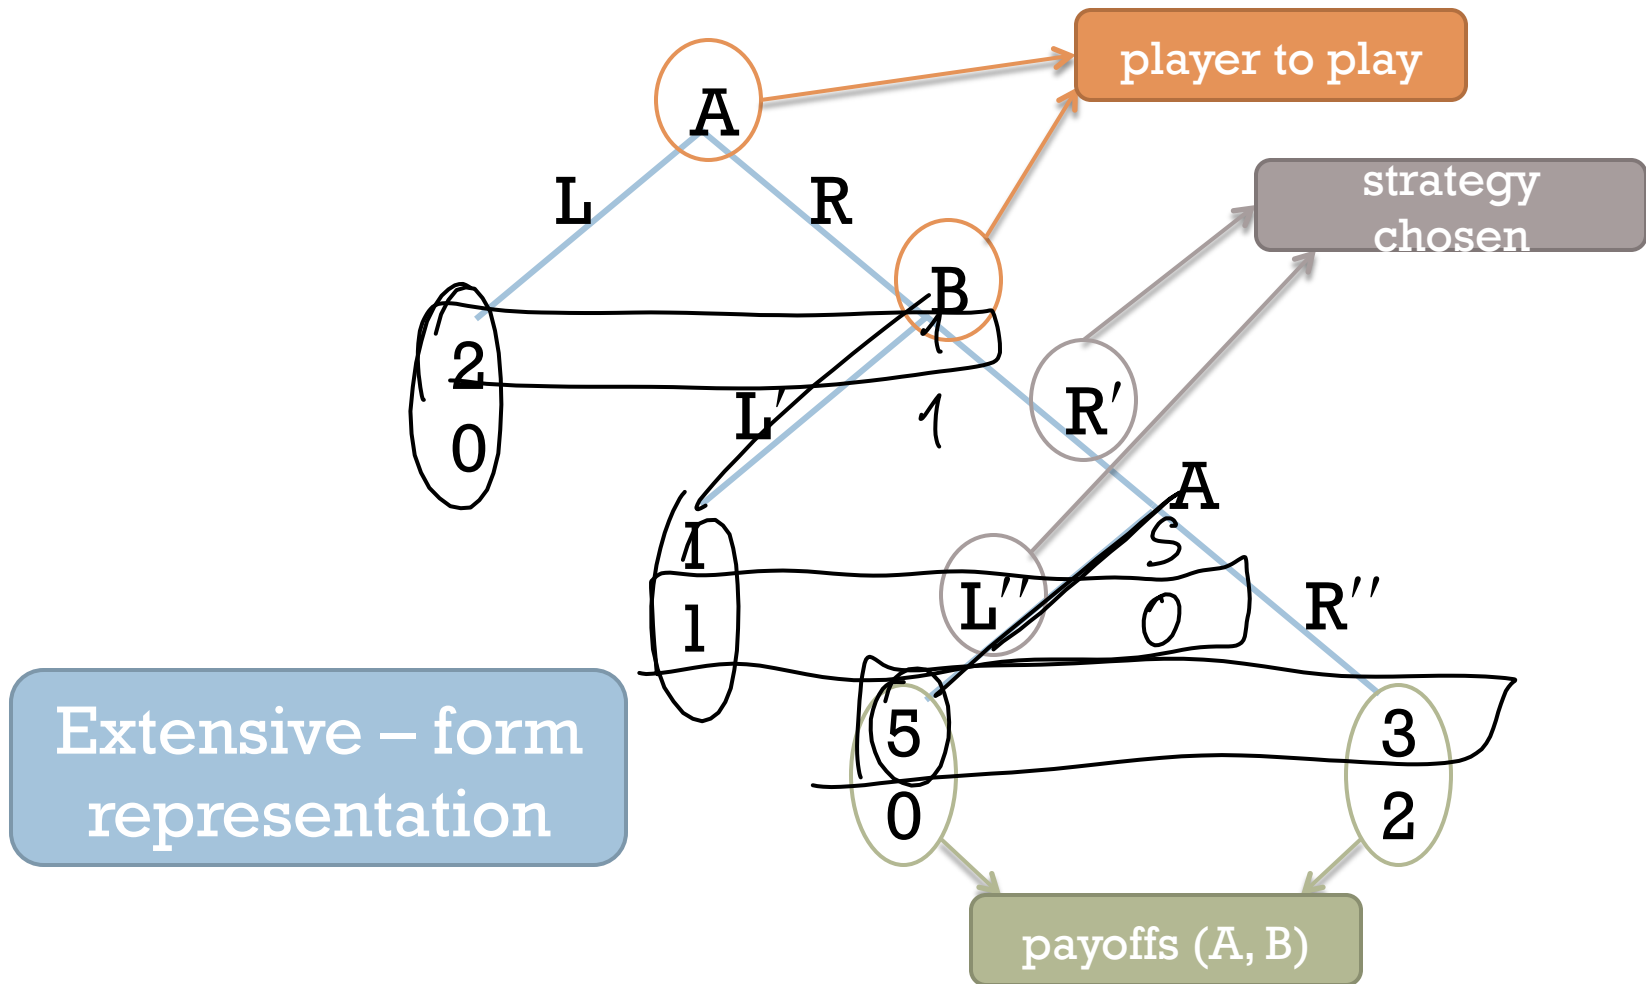 player to play
A
strategy
chosen
L
R
B
1
2
L'
1
R'
0
A
1
5
L''
0
R''
1
Extensive – form
representation
5
3
0
2
payoffs (A, B)